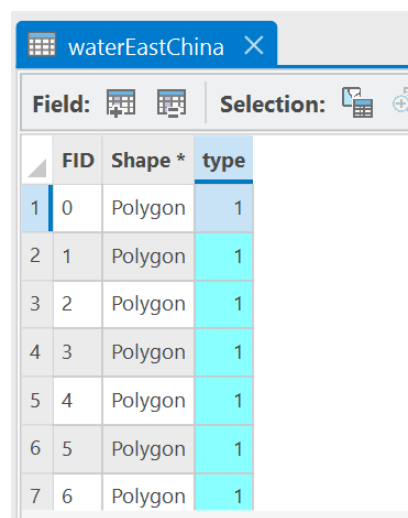 waterEastChina
Field: Selection:
FID Shape * type
1 0 Polygon 1
2 1 Polygon 1
3 2 Polygon 1
4 3 Polygon 1
5 4 Polygon 1
6 5 Polygon 1
7 6 Polygon 1